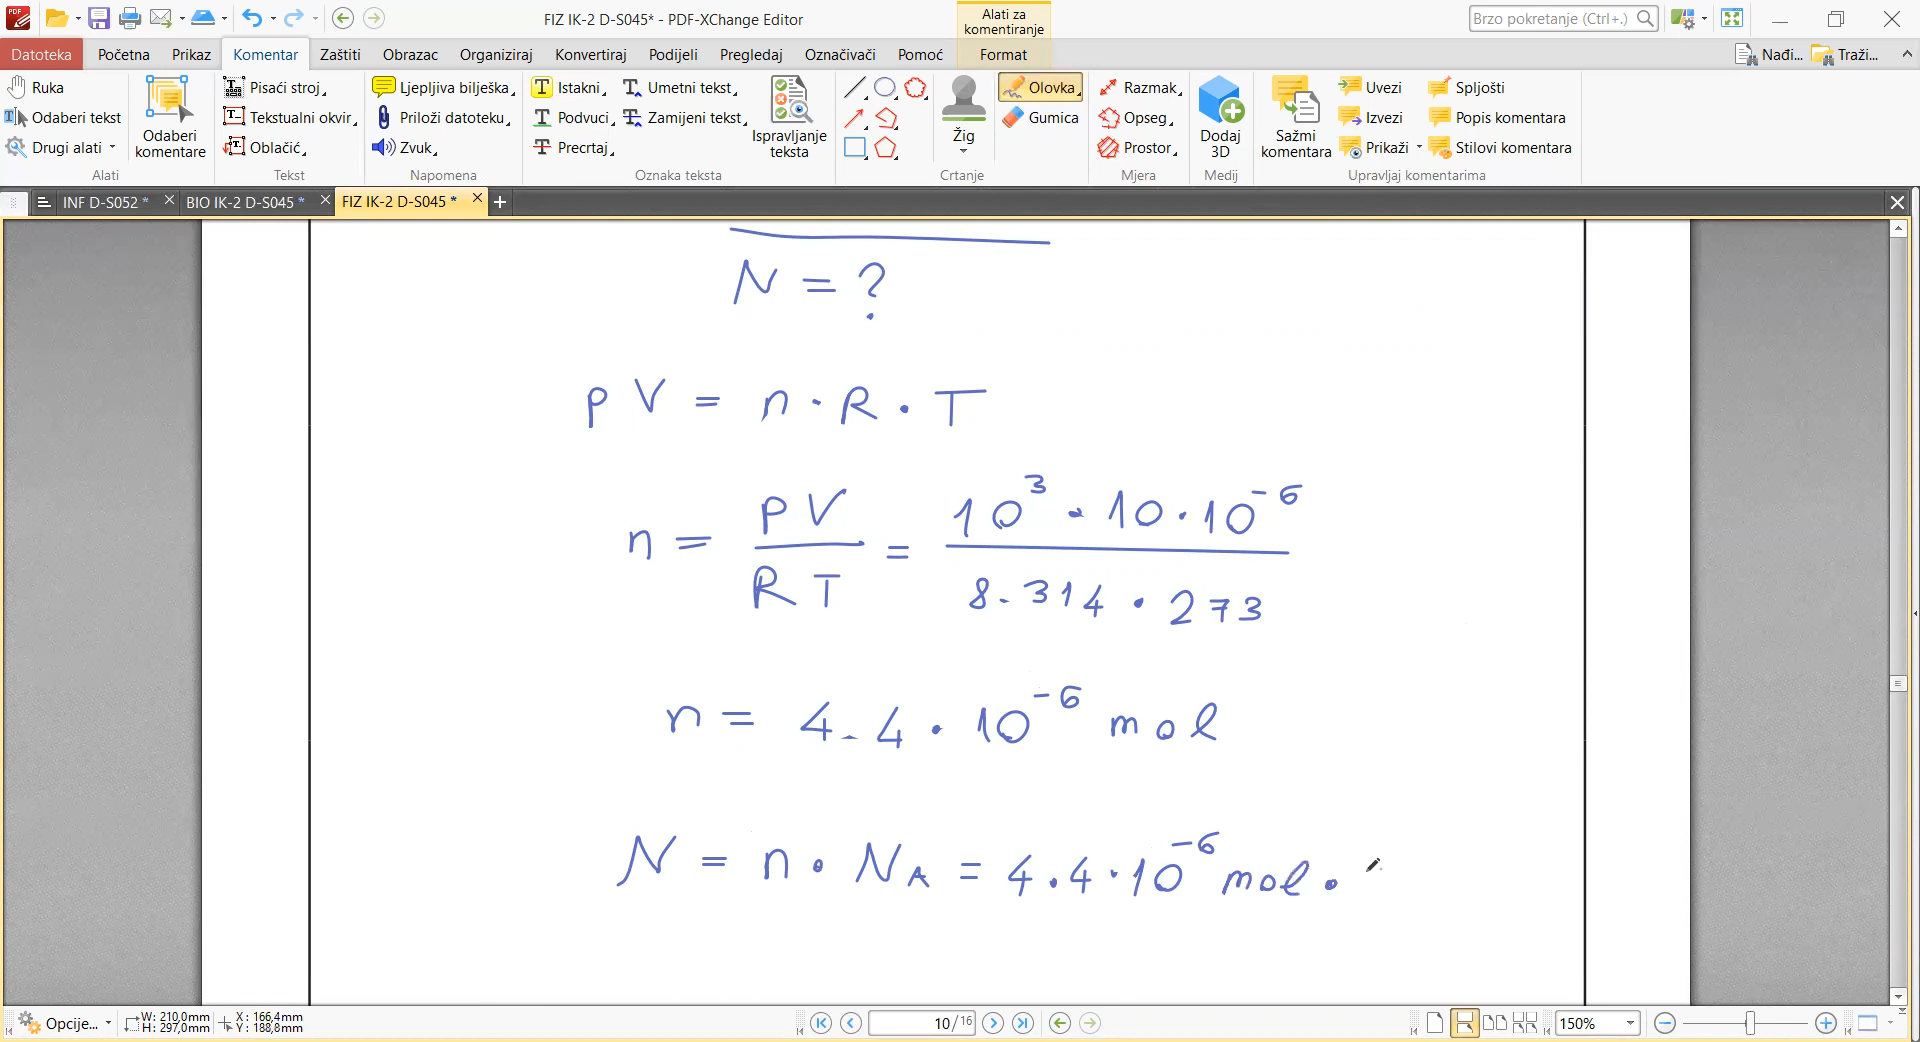 FIZ IK-2 D-S045* - PDF-XChange Editor
Alati za komentiranje
Brzo pokretanje (Ctrl+.)
Datoteka Početna Prikaz Komentar Zaštiti Obrazac Organiziraj Konvertiraj Podijeli Pregledaj Označivači Pomoć Format Nađi... Traži...
Ruka Odaberi komentare Pisaći stroj Ljepljiva bilješka Istakni Umetni tekst Ispravljanje teksta Žig Olovka Razmak Dodaj 3D Sažmi komentara Uvezi Spljošti
Odaberi tekst Tekstualni okvir Priloži datoteku Podvuci Zamijeni tekst Gumica Opseg Izvezi Popis komentara
Drugi alati Oblačić Zvuk Precrtaj Prostor Prikaži Stilovi komentara
Alati Tekst Napomena Oznaka teksta Crtanje Mjera Medij Upravljaj komentarima
INF D-S052 * BIO IK-2 D-S045 * FIZ IK-2 D-S045 *
N = ?
p V = n · R · T
n = pV / RT = 10³ · 10 · 10⁻⁶ / 8.314 · 273
n = 4.4 · 10⁻⁶ mol
N = n · N_A = 4.4 · 10⁻⁶ mol ·
Opcije... W: 210,0mm X: 166,4mm 10/16 150%
H: 297,0mm Y: 188,8mm